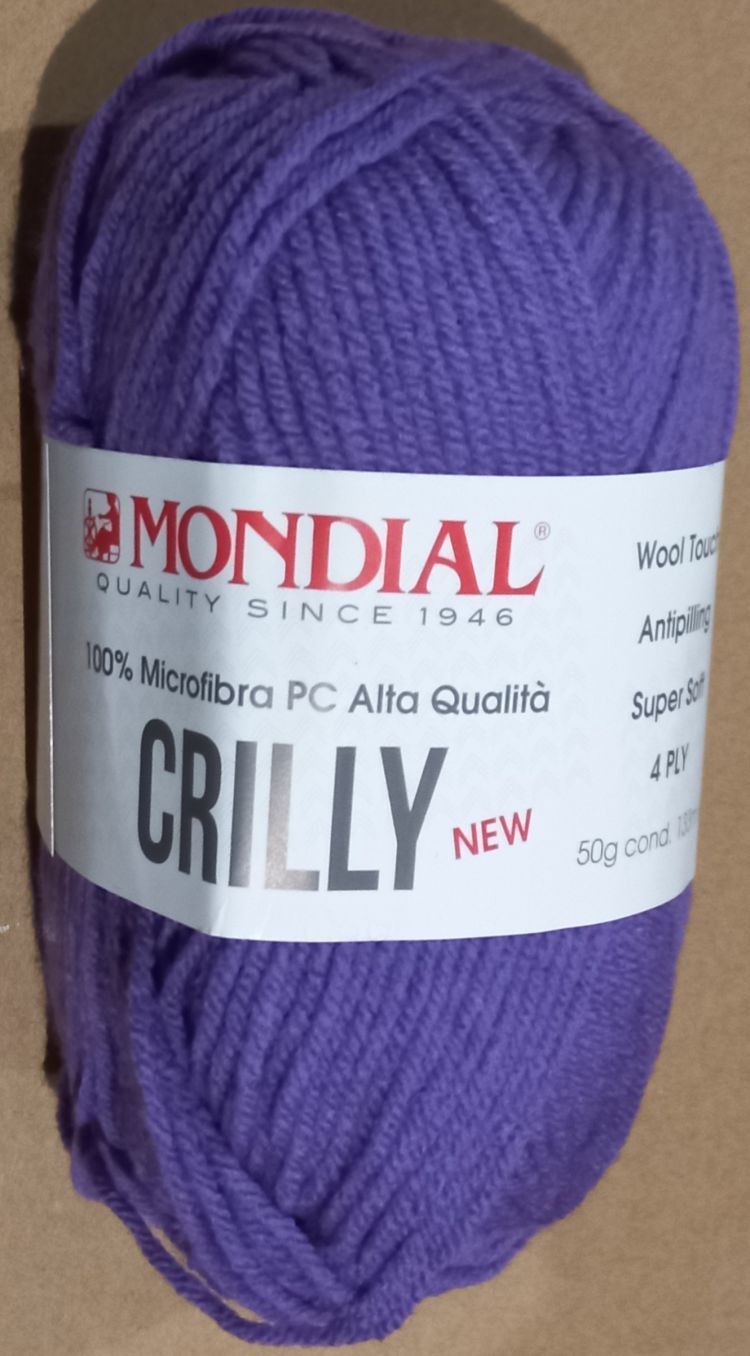 MONDIAL®
QUALITY SINCE 1946
100% Microfibra PC Alta Qualità
CRILLY NEW
Wool Touch
Antipilling
Super Soft
4 PLY
50g cond.